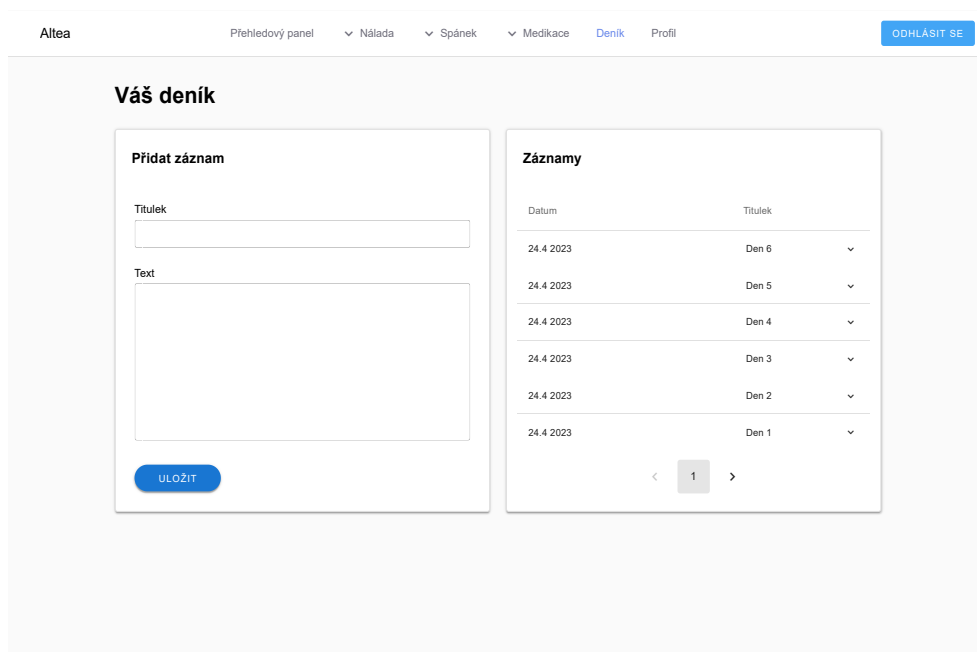 Altea Přehledový panel Nálada Spánek Medikace Deník Profil ODHLÁSIT SE
Váš deník
Přidat záznam
Titulek
Text
ULOŽIT
Záznamy
Datum Titulek
24.4 2023 Den 6
24.4 2023 Den 5
24.4 2023 Den 4
24.4 2023 Den 3
24.4 2023 Den 2
24.4 2023 Den 1
1